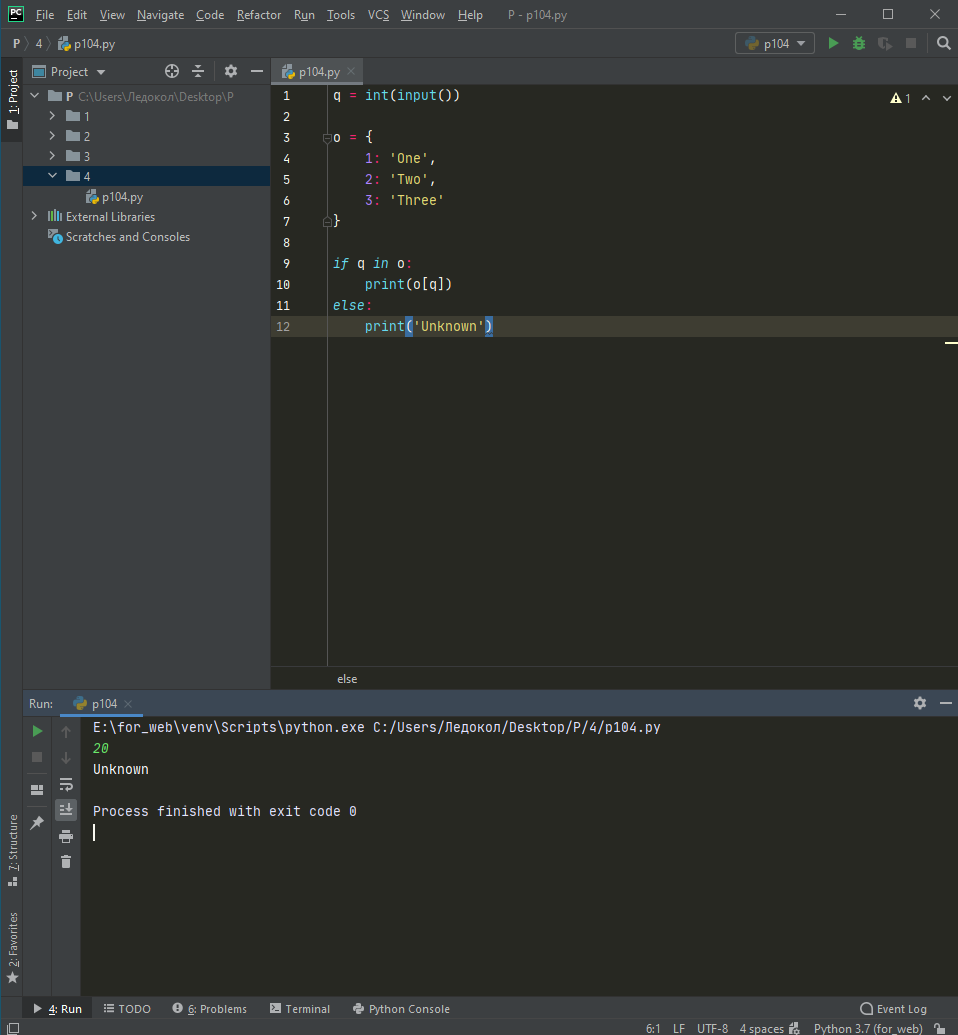 PC File Edit View Navigate Code Refactor Run Tools VCS Window Help P - p104.py
P 4 p104.py p104
Project p104.py
1: Project
P C:\Users\Ледокол\Desktop\P
1
2
3
4
p104.py
External Libraries
Scratches and Consoles
1 q = int(input())
1
2
3 o = {
4 1: 'One',
5 2: 'Two',
6 3: 'Three'
7 }
8
9 if q in o:
10 print(o[q])
11 else:
12 print('Unknown')
else
Run: p104
E:\for_web\venv\Scripts\python.exe C:/Users/Ледокол/Desktop/P/4/p104.py
20
Unknown
Process finished with exit code 0
7: Structure
2: Favorites
4: Run TODO 6: Problems Terminal Python Console Event Log
6:1 LF UTF-8 4 spaces Python 3.7 (for_web)